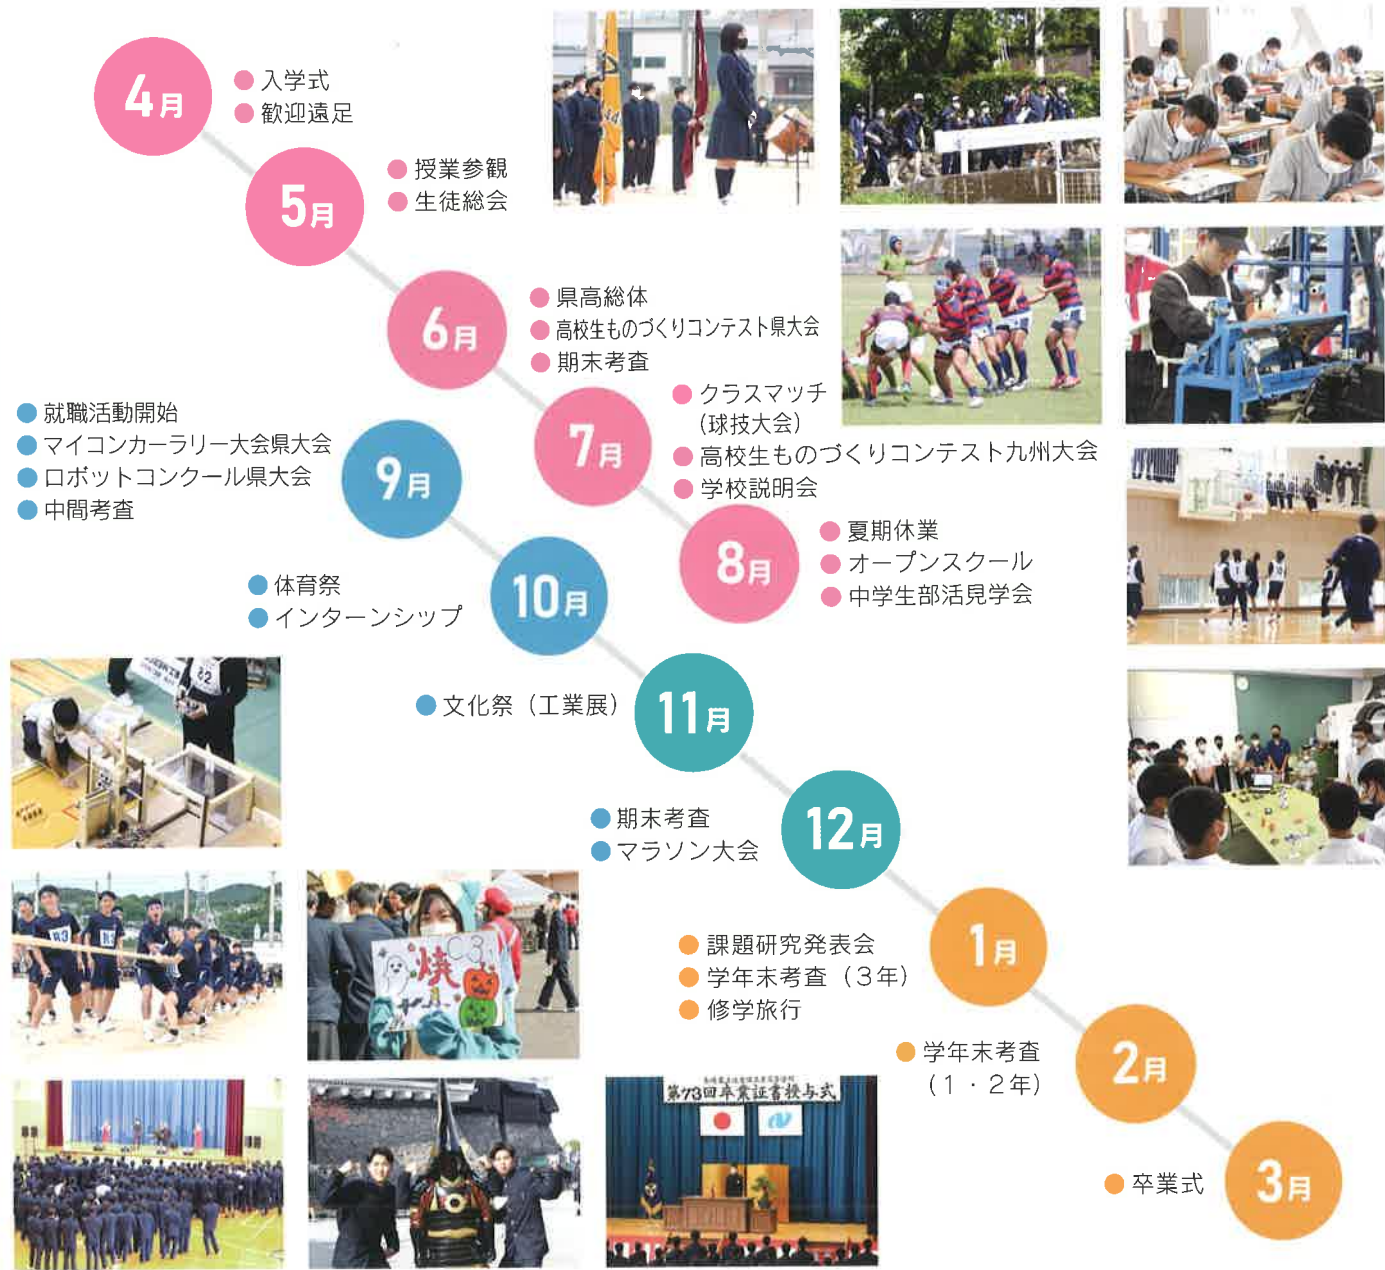 4月
入学式
歓迎遠足
5月
授業参観
生徒総会
6月
県高総体
高校生ものづくりコンテスト県大会
期末考査
7月
クラスマッチ
(球技大会)
高校生ものづくりコンテスト九州大会
学校説明会
8月
夏期休業
オープンスクール
中学生部活見学会
9月
就職活動開始
マイコンカーラリー大会県大会
ロボットコンクール県大会
中間考査
10月
体育祭
インターンシップ
11月
文化祭（工業展）
12月
期末考査
マラソン大会
1月
課題研究発表会
学年末考査（3年）
修学旅行
2月
学年末考査
（1・2年）
3月
卒業式
82
R3
C3
焼
第73回卒業証書授与式